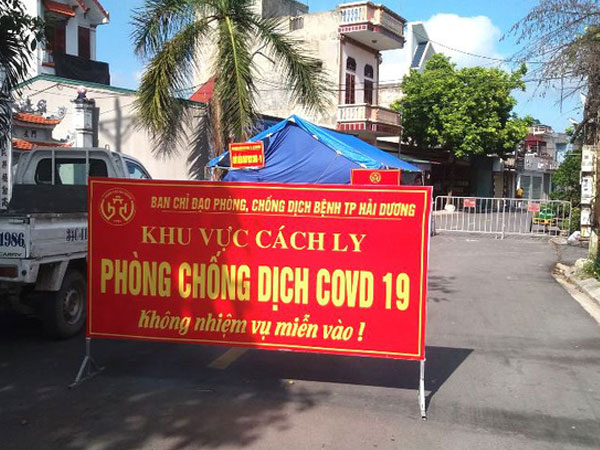 BAN CHỈ ĐẠO PHÒNG, CHỐNG DỊCH BỆNH TP HẢI DƯƠNG
KHU VỰC CÁCH LY
PHÒNG CHỐNG DỊCH COVD 19
Không nhiệm vụ miễn vào !
1986